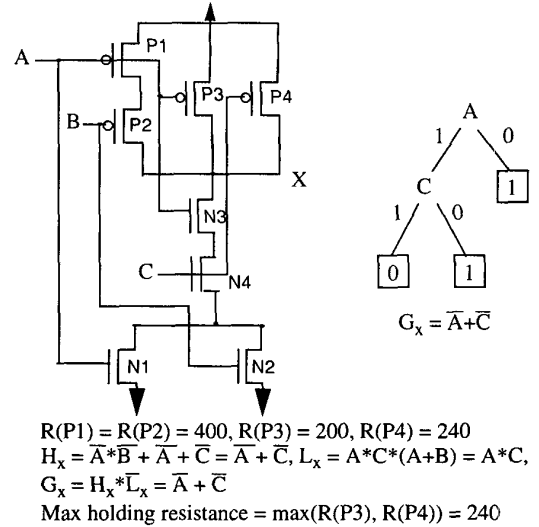 A
P1
P3
P4
B
P2
X
N3
C
N4
N1
N2
A
1
0
C
1
1
0
0
1
Gₓ = A̅+C̅
R(P1) = R(P2) = 400, R(P3) = 200, R(P4) = 240
Hₓ = A̅*B̅ + A̅ + C̅ = A̅ + C̅, Lₓ = A*C*(A+B) = A*C,
Gₓ = Hₓ*L̅ₓ = A̅ + C̅
Max holding resistance = max(R(P3), R(P4)) = 240